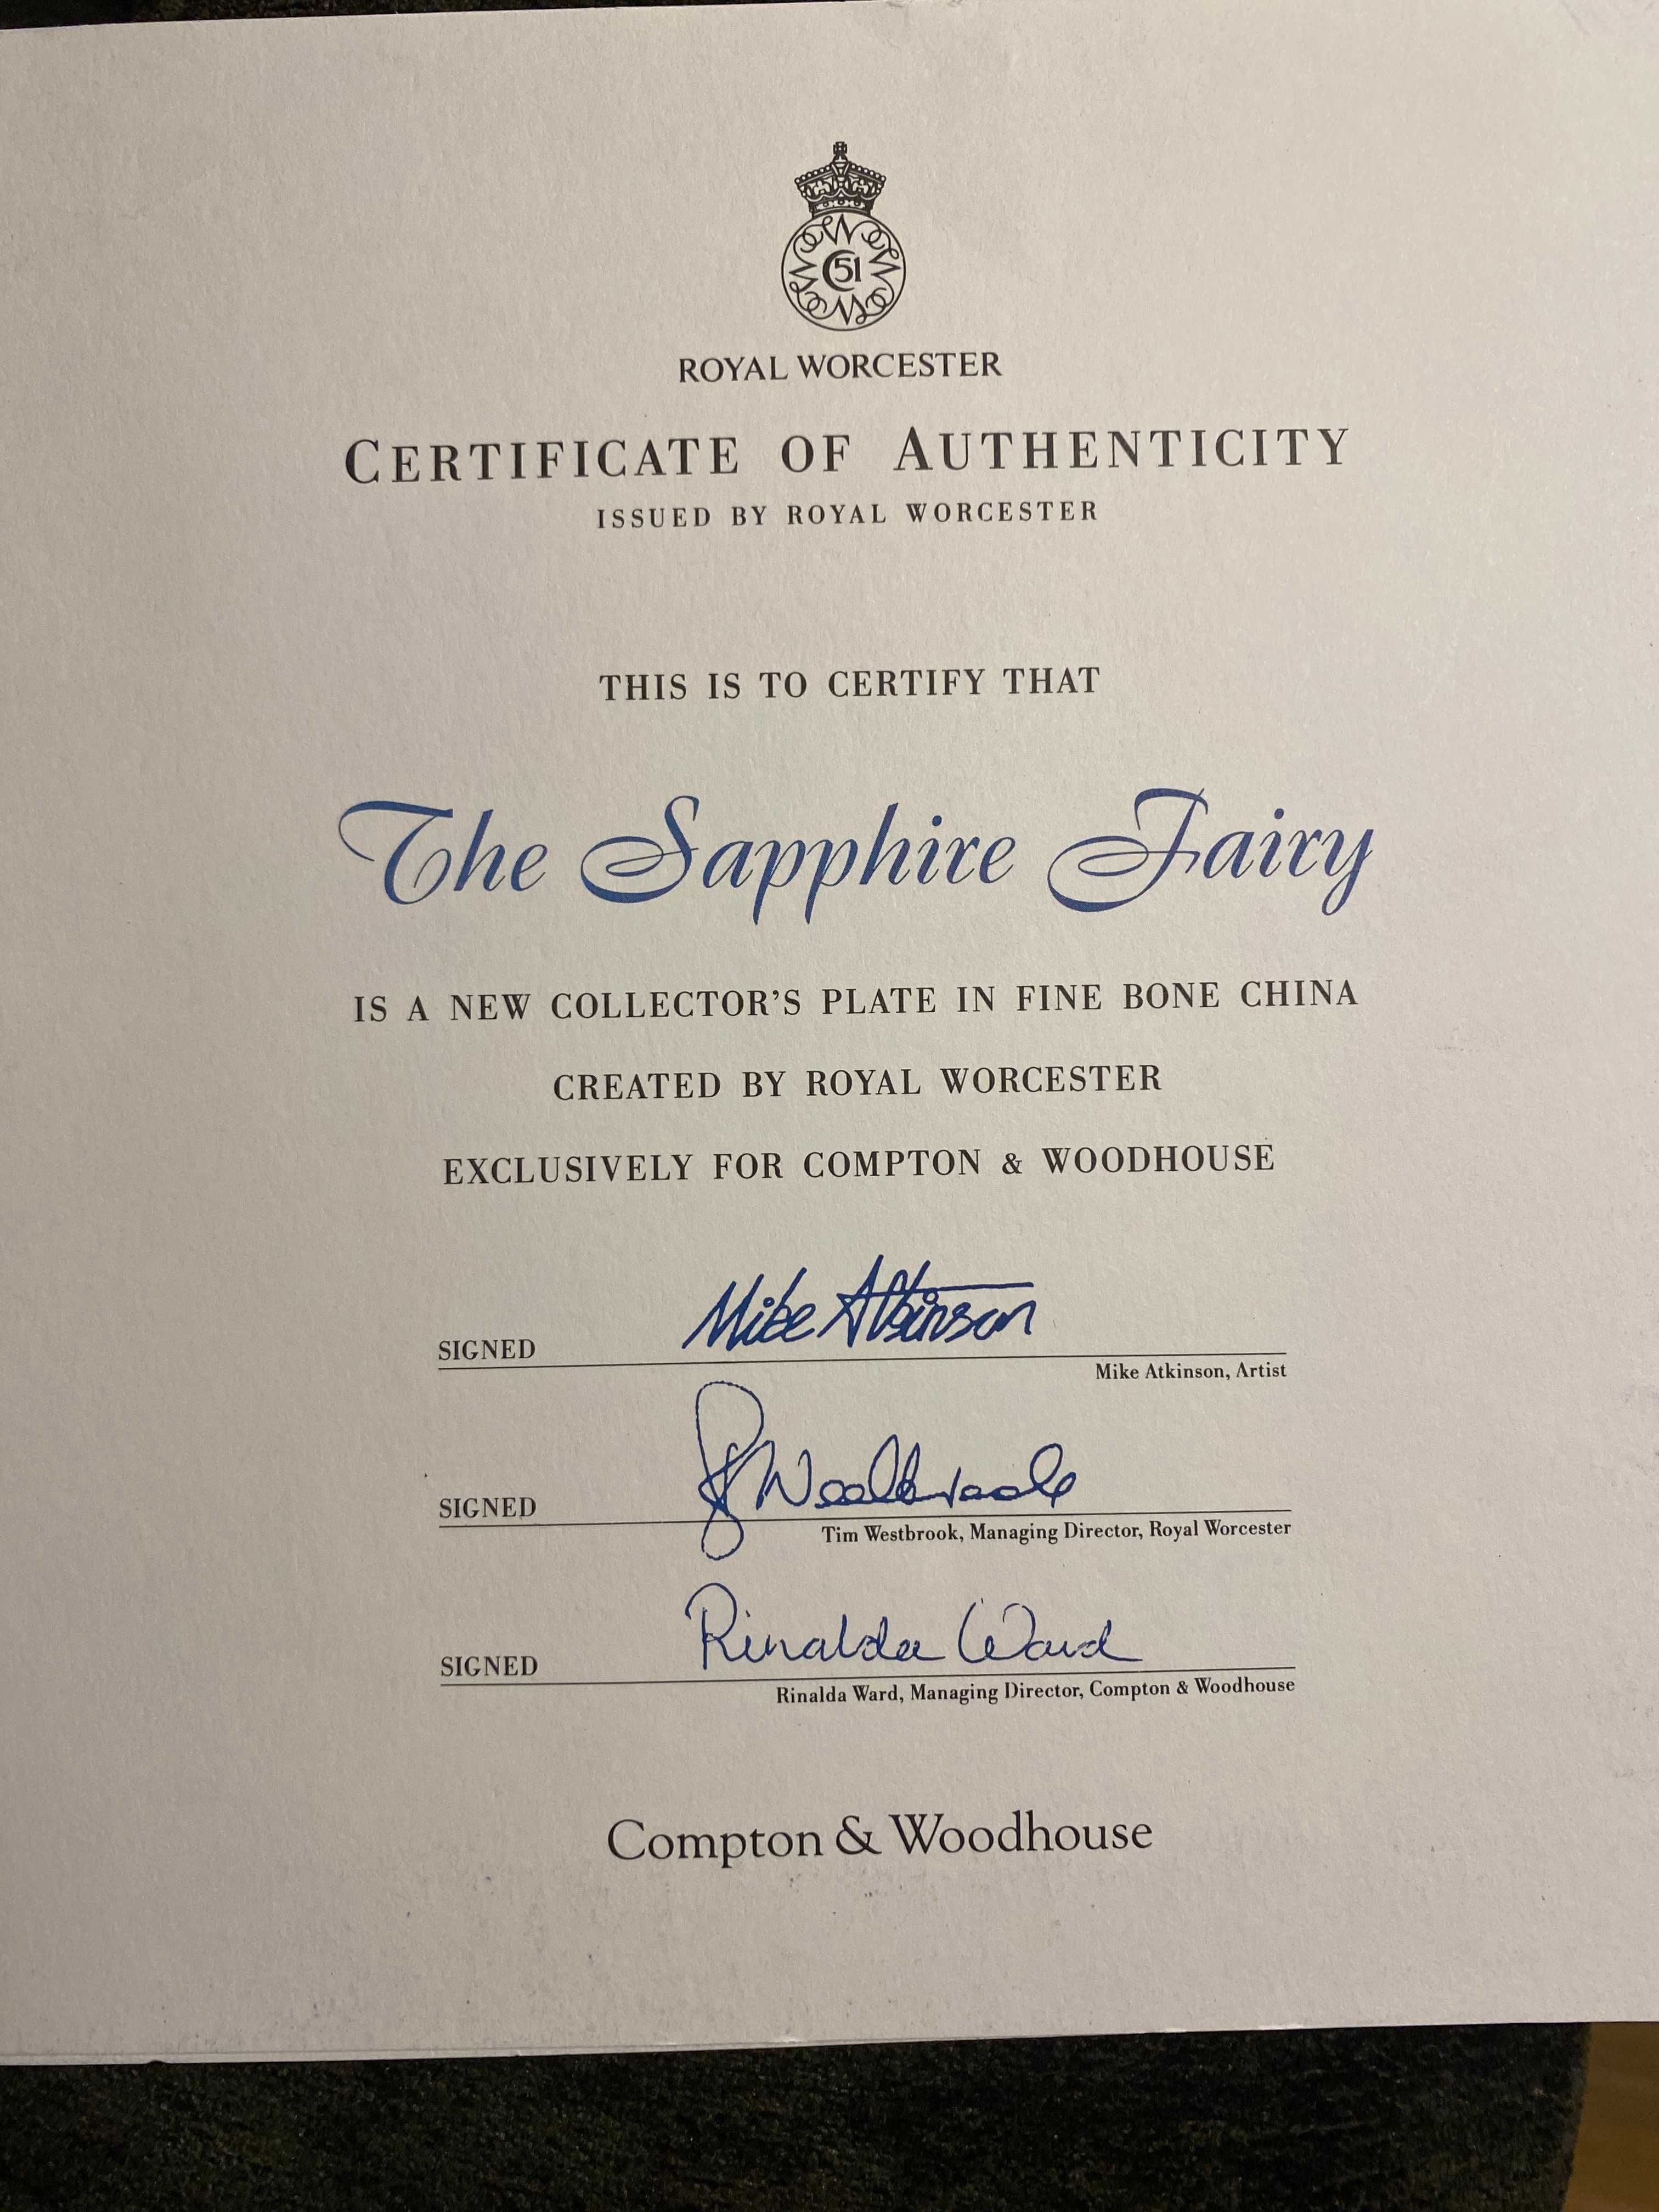 C51
ROYAL WORCESTER
CERTIFICATE OF AUTHENTICITY
ISSUED BY ROYAL WORCESTER
THIS IS TO CERTIFY THAT
The Sapphire Fairy
IS A NEW COLLECTOR'S PLATE IN FINE BONE CHINA
CREATED BY ROYAL WORCESTER
EXCLUSIVELY FOR COMPTON & WOODHOUSE
SIGNED Mike Atkinson
Mike Atkinson, Artist
SIGNED
Tim Westbrook, Managing Director, Royal Worcester
SIGNED Rinalda Ward
Rinalda Ward, Managing Director, Compton & Woodhouse
Compton & Woodhouse